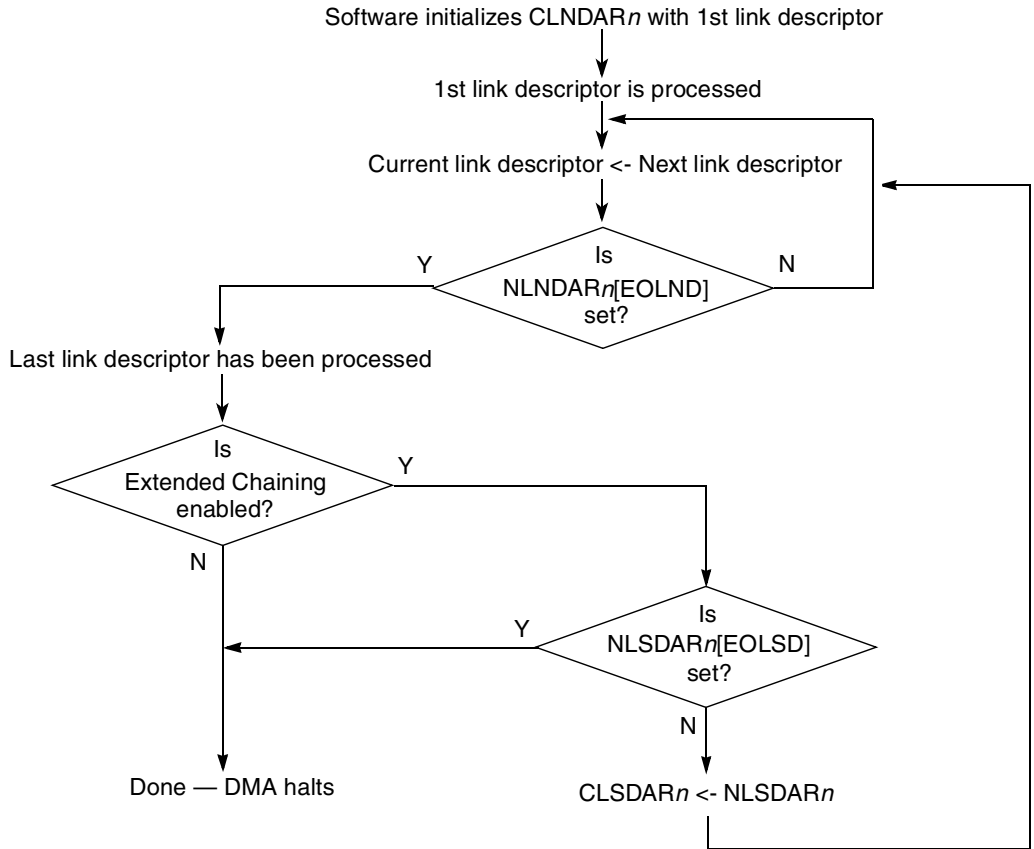 Software initializes CLNDARn with 1st link descriptor
1st link descriptor is processed
Current link descriptor <- Next link descriptor
Is
NLNDARn[EOLND]
set?
Y
N
Last link descriptor has been processed
Is
Extended Chaining
enabled?
Y
N
Is
NLSDARn[EOLSD]
set?
Y
N
Done — DMA halts
CLSDARn <- NLSDARn